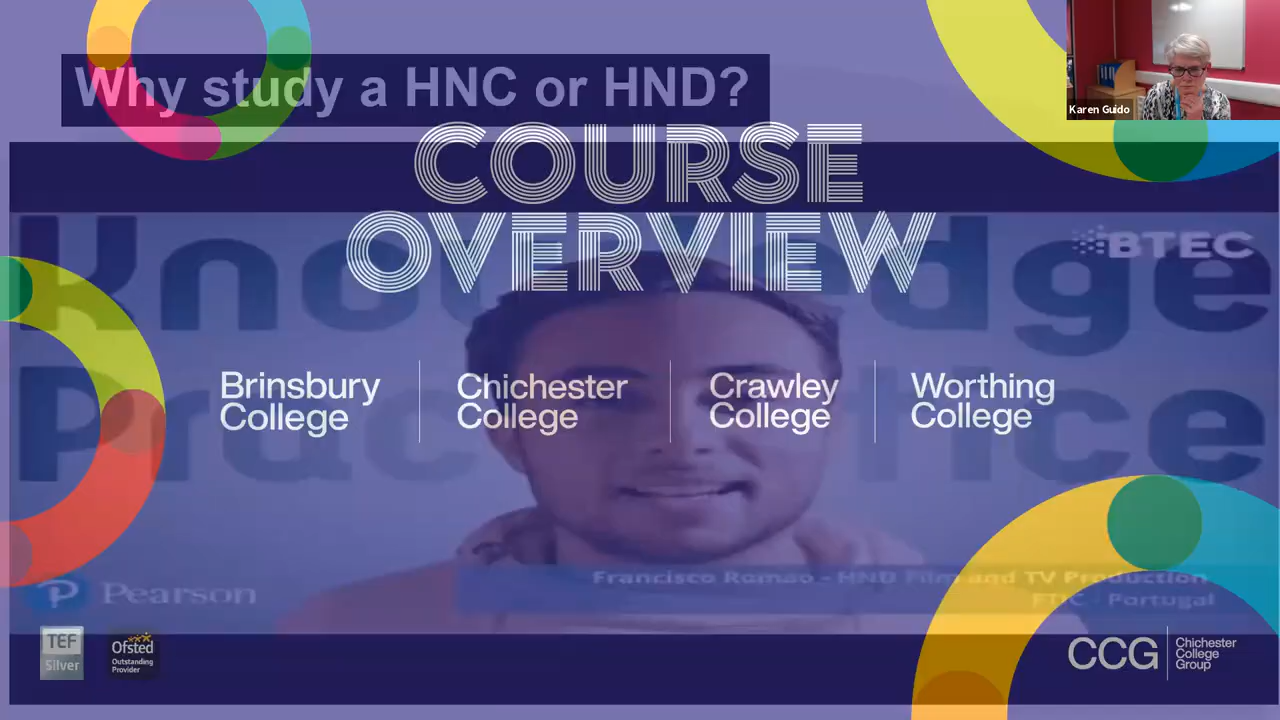 Why study a HNC or HND?
Karen Guido
COURSE
OVERVIEW
BTEC
Brinsbury
College
Chichester
College
Crawley
College
Worthing
College
Francisco Romao - HND Film and TV Production
ETIC - Portugal
Pearson
TEF
Silver
Ofsted
Outstanding
Provider
CCG
Chichester
College
Group